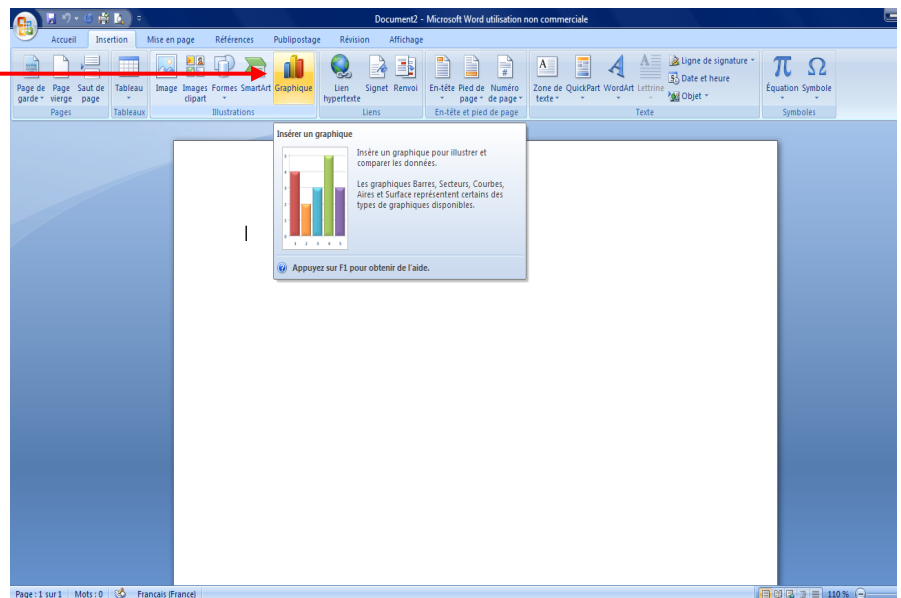 Document2 - Microsoft Word utilisation non commerciale
Accueil Insertion Mise en page Références Publipostage Révision Affichage
Page de garde Page vierge Saut de page Tableau Image Images clipart Formes SmartArt Graphique Lien hypertexte Signet Renvoi En-tête Pied de page Numéro de page Zone de texte QuickPart WordArt Lettrine Ligne de signature Équation Symbole
A A A #
π Ω
Date et heure
Objet
Pages Tableaux Illustrations Liens En-tête et pied de page Texte Symboles
Insérer un graphique
Insère un graphique pour illustrer et
comparer les données.
Les graphiques Barres, Secteurs, Courbes,
Aires et Surface représentent certains des
types de graphiques disponibles.
1 2 3 4 5
Appuyez sur F1 pour obtenir de l'aide.
Page : 1 sur 1 Mots : 0 Français (France) 110 %